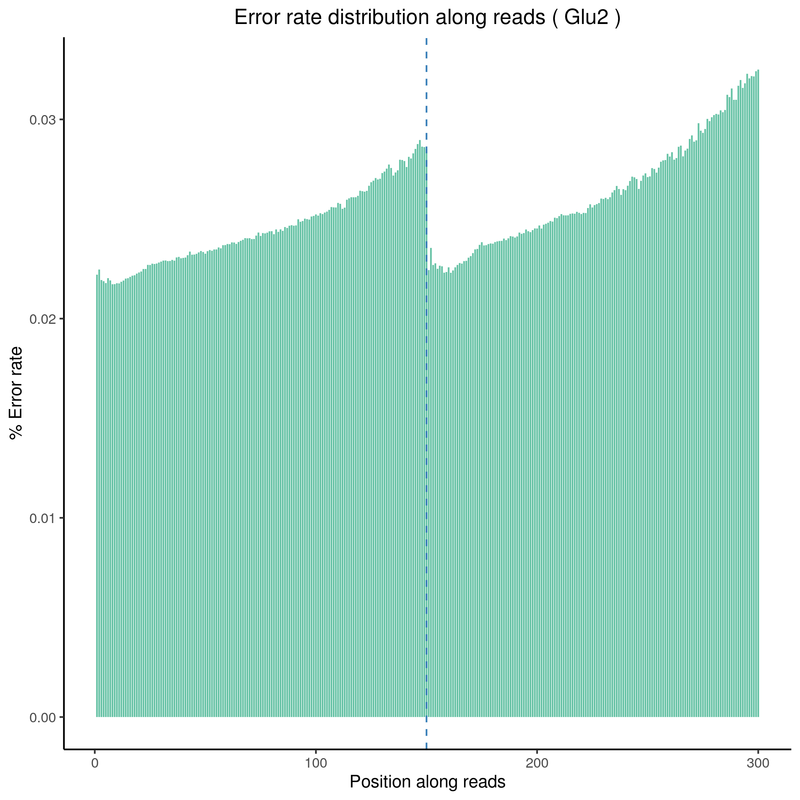 Error rate distribution along reads ( Glu2 )
% Error rate
0.03
0.02
0.01
0.00
0 100 200 300
Position along reads